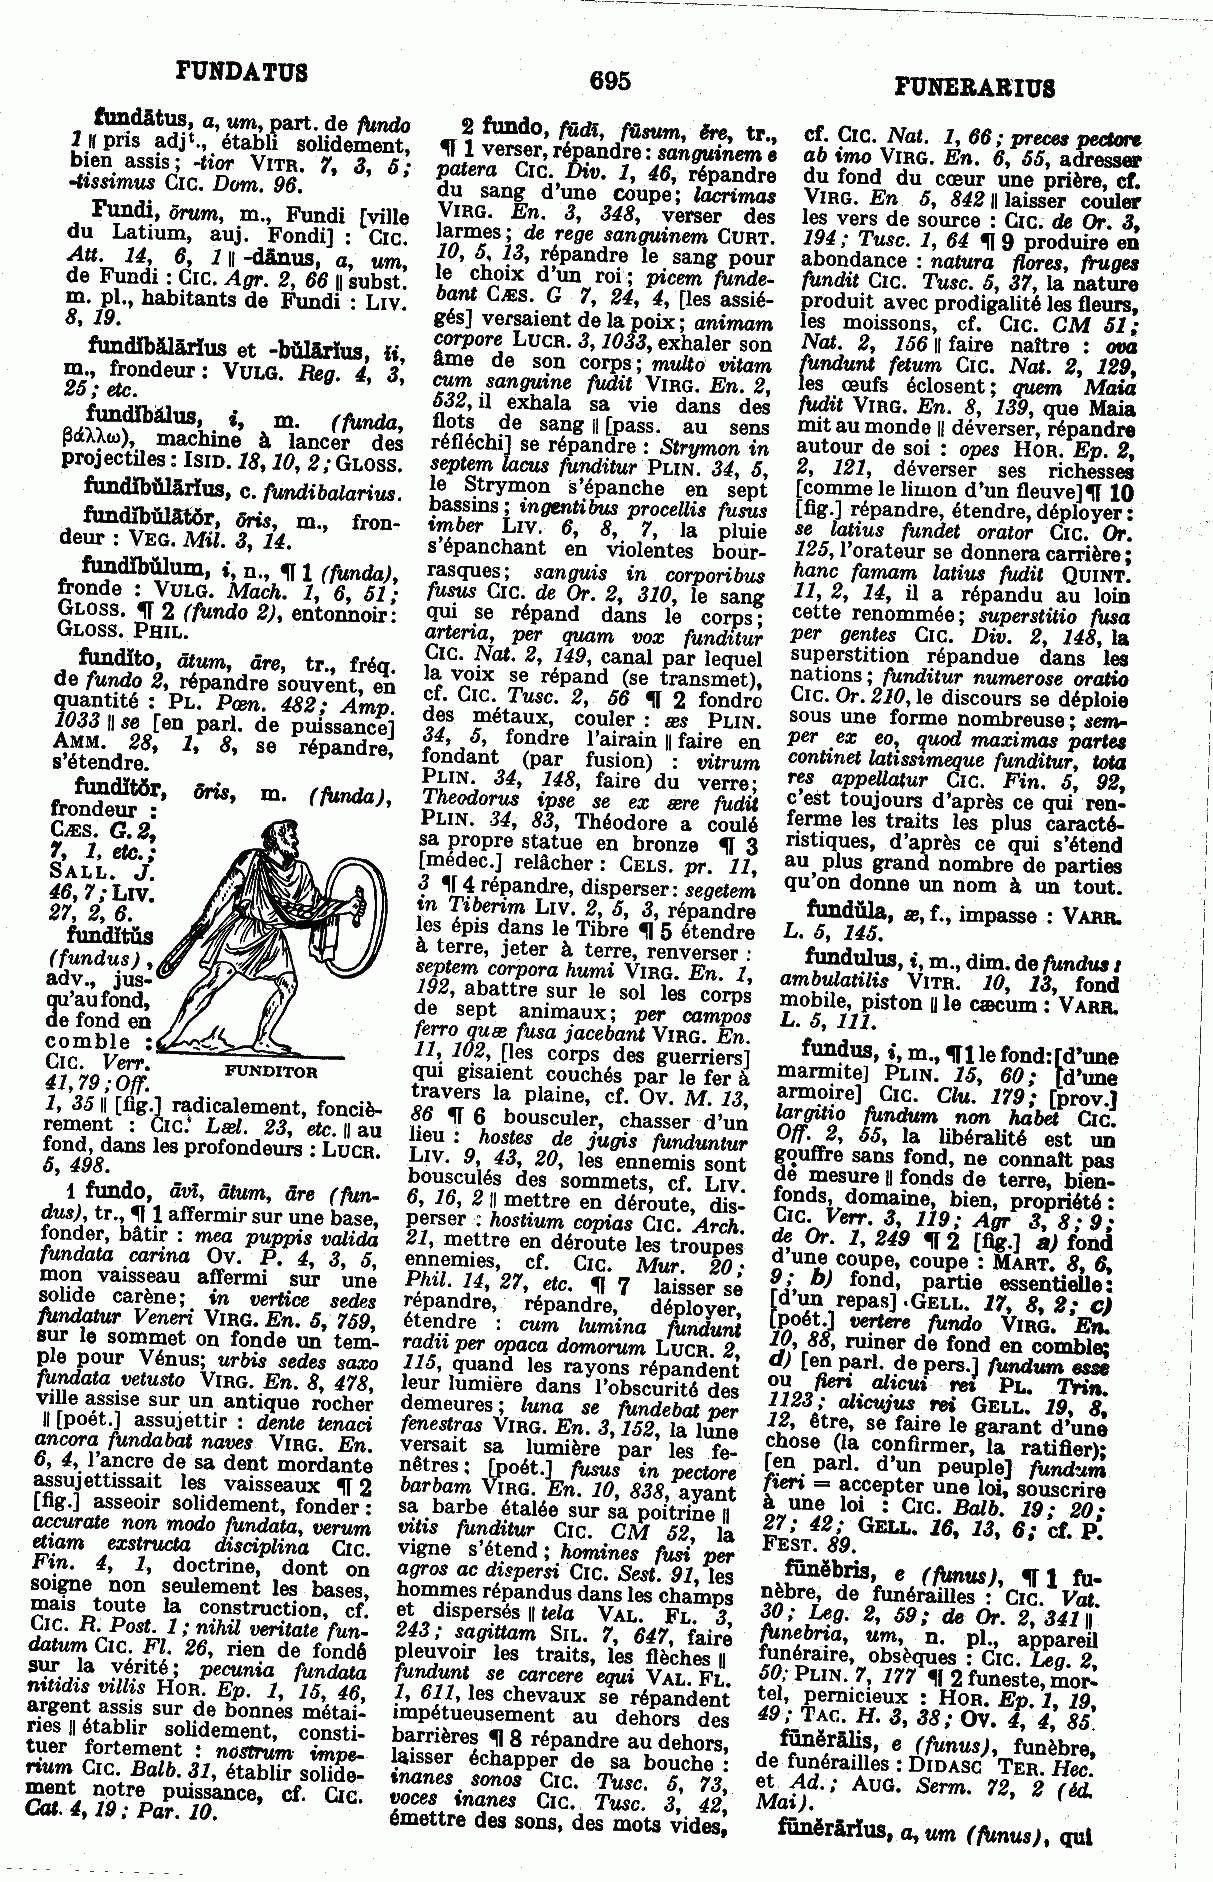 FUNDATUS
695
FUNERARIUS
fundātus, a, um, part. de fundo
1 || pris adjᵗ., établi solidement,
bien assis; -tior VITR. 7, 3, 5;
-tissimus CIC. Dom. 96.
Fundi, ōrum, m., Fundi [ville
du Latium, auj. Fondi] : CIC.
Att. 14, 6, 1 || -dānus, a, um,
de Fundi : CIC. Agr. 2, 66 || subst.
m. pl., habitants de Fundi : LIV.
8, 19.
fundĭbălārĭus et -bŭlārĭus, ĭi,
m., frondeur : VULG. Reg. 4, 3,
25; etc.
fundĭbălus, i, m. (funda,
βάλλω), machine à lancer des
projectiles : ISID. 18, 10, 2; GLOSS.
fundĭbŭlārĭus, c. fundibalarius.
fundĭbŭlātŏr, ōris, m., fron-
deur : VEG. Mil. 3, 14.
fundĭbŭlum, i, n., ¶ 1 (funda),
fronde : VULG. Mach. 1, 6, 51;
GLOSS. ¶ 2 (fundo 2), entonnoir :
GLOSS. PHIL.
fundĭto, ātum, āre, tr., fréq.
de fundo 2, répandre souvent, en
quantité : PL. Pœn. 482; Amp.
1033 || se [en parl. de puissance]
AMM. 28, 1, 8, se répandre,
s'étendre.
fundĭtŏr, ōris, m. (funda),
frondeur :
CÆS. G. 2,
7, 1, etc.;
SALL. J.
46, 7; LIV.
27, 2, 6.
fundĭtŭs
(fundus),
adv., jus-
qu'au fond,
de fond en
comble :
CIC. Verr.
41, 79; Off.
FUNDITOR
1, 35 || [fig.] radicalement, fonciè-
rement : CIC. Læl. 23, etc. || au
fond, dans les profondeurs : LUCR.
5, 498.
1 fundo, āvī, ātum, āre (fun-
dus), tr., ¶ 1 affermir sur une base,
fonder, bâtir : mea puppis valida
fundata carina OV. P. 4, 3, 5,
mon vaisseau affermi sur une
solide carène; in vertice sedes
fundatur Veneri VIRG. En. 5, 759,
sur le sommet on fonde un tem-
ple pour Vénus; urbis sedes saxo
fundata vetusto VIRG. En. 8, 478,
ville assise sur un antique rocher
|| [poét.] assujettir : dente tenaci
ancora fundabat naves VIRG. En.
6, 4, l'ancre de sa dent mordante
assujettissait les vaisseaux ¶ 2
[fig.] asseoir solidement, fonder :
accurate non modo fundata, verum
etiam exstructa disciplina CIC.
Fin. 4, 1, doctrine, dont on
soigne non seulement les bases,
mais toute la construction, cf.
CIC. R. Post. 1; nihil veritate fun-
datum CIC. Fl. 26, rien de fondé
sur la vérité; pecunia fundata
nitidis villis HOR. Ep. 1, 15, 46,
argent assis sur de bonnes métai-
ries || établir solidement, consti-
tuer fortement : nostrum impe-
rium CIC. Balb. 31, établir solide-
ment notre puissance, cf. CIC.
Cat. 4, 19; Par. 10.
2 fundo, fūdī, fūsum, ĕre, tr.,
¶ 1 verser, répandre : sanguinem e
patera CIC. Div. 1, 46, répandre
du sang d'une coupe; lacrimas
VIRG. En. 3, 348, verser des
larmes; de rege sanguinem CURT.
10, 5, 13, répandre le sang pour
le choix d'un roi; picem funde-
bant CÆS. G 7, 24, 4, [les assié-
gés] versaient de la poix; animam
corpore LUCR. 3, 1033, exhaler son
âme de son corps; multo vitam
cum sanguine fudit VIRG. En. 2,
532, il exhala sa vie dans des
flots de sang || [pass. au sens
réfléchi] se répandre : Strymon in
septem lacus funditur PLIN. 34, 5,
le Strymon s'épanche en sept
bassins; ingentibus procellis fusus
imber LIV. 6, 8, 7, la pluie
s'épanchant en violentes bour-
rasques; sanguis in corporibus
fusus CIC. de Or. 2, 310, le sang
qui se répand dans le corps;
arteria, per quam vox funditur
CIC. Nat. 2, 149, canal par lequel
la voix se répand (se transmet),
cf. CIC. Tusc. 2, 56 ¶ 2 fondre
des métaux, couler : æs PLIN.
34, 5, fondre l'airain || faire en
fondant (par fusion) : vitrum
PLIN. 34, 148, faire du verre;
Theodorus ipse se ex ære fudit
PLIN. 34, 83, Théodore a coulé
sa propre statue en bronze ¶ 3
[médec.] relâcher : CELS. pr. 11,
3 ¶ 4 répandre, disperser : segetem
in Tiberim LIV. 2, 5, 3, répandre
les épis dans le Tibre ¶ 5 étendre
à terre, jeter à terre, renverser :
septem corpora humi VIRG. En. 1,
192, abattre sur le sol les corps
de sept animaux; per campos
ferro quæ fusa jacebant VIRG. En.
11, 102, [les corps des guerriers]
qui gisaient couchés par le fer à
travers la plaine, cf. OV. M. 13,
86 ¶ 6 bousculer, chasser d'un
lieu : hostes de jugis funduntur
LIV. 9, 43, 20, les ennemis sont
bousculés des sommets, cf. LIV.
6, 16, 2 || mettre en déroute, dis-
perser : hostium copias CIC. Arch.
21, mettre en déroute les troupes
ennemies, cf. CIC. Mur. 20;
Phil. 14, 27, etc. ¶ 7 laisser se
répandre, répandre, déployer,
étendre : cum lumina fundunt
radii per opaca domorum LUCR. 2,
115, quand les rayons répandent
leur lumière dans l'obscurité des
demeures; luna se fundebat per
fenestras VIRG. En. 3, 152, la lune
versait sa lumière par les fe-
nêtres; [poét.] fusus in pectore
barbam VIRG. En. 10, 838, ayant
sa barbe étalée sur sa poitrine ||
vitis funditur CIC. CM 52, la
vigne s'étend; homines fusi per
agros ac dispersi CIC. Sest. 91, les
hommes répandus dans les champs
et dispersés || tela VAL. FL. 3,
243; sagittam SIL. 7, 647, faire
pleuvoir les traits, les flèches ||
fundunt se carcere equi VAL. FL.
1, 611, les chevaux se répandent
impétueusement au dehors des
barrières ¶ 8 répandre au dehors,
laisser échapper de sa bouche :
inanes sonos CIC. Tusc. 5, 73,
voces inanes CIC. Tusc. 3, 42,
émettre des sons, des mots vides,
cf. CIC. Nat. 1, 66; preces pectore
ab imo VIRG. En. 6, 55, adresser
du fond du cœur une prière, cf.
VIRG. En 5, 842 || laisser couler
les vers de source : CIC. de Or. 3,
194; Tusc. 1, 64 ¶ 9 produire en
abondance : natura flores, fruges
fundit CIC. Tusc. 5, 37, la nature
produit avec prodigalité les fleurs,
les moissons, cf. CIC. CM 51;
Nat. 2, 156 || faire naître : ova
fundunt fetum CIC. Nat. 2, 129,
les œufs éclosent; quem Maia
fudit VIRG. En. 8, 139, que Maia
mit au monde || déverser, répandre
autour de soi : opes HOR. Ep. 2,
2, 121, déverser ses richesses
[comme le limon d'un fleuve] ¶ 10
[fig.] répandre, étendre, déployer :
se latius fundet orator CIC. Or.
125, l'orateur se donnera carrière;
hanc famam latius fudit QUINT.
11, 2, 14, il a répandu au loin
cette renommée; superstitio fusa
per gentes CIC. Div. 2, 148, la
superstition répandue dans les
nations; funditur numerose oratio
CIC. Or. 210, le discours se déploie
sous une forme nombreuse; sem-
per ex eo, quod maximas partes
continet latissimeque funditur, tota
res appellatur CIC. Fin. 5, 92,
c'est toujours d'après ce qui ren-
ferme les traits les plus caracté-
ristiques, d'après ce qui s'étend
au plus grand nombre de parties
qu'on donne un nom à un tout.
fundŭla, æ, f., impasse : VARR.
L. 5, 145.
fundulus, i, m., dim. de fundus :
ambulatilis VITR. 10, 13, fond
mobile, piston || le cæcum : VARR.
L. 5, 111.
fundus, i, m., ¶ 1 le fond : [d'une
marmite] PLIN. 15, 60; [d'une
armoire] CIC. Clu. 179; [prov.]
largitio fundum non habet CIC.
Off. 2, 55, la libéralité est un
gouffre sans fond, ne connaît pas
de mesure || fonds de terre, bien-
fonds, domaine, bien, propriété :
CIC. Verr. 3, 119; Agr 3, 8; 9;
de Or. 1, 249 ¶ 2 [fig.] a) fond
d'une coupe, coupe : MART. 8, 6,
9; b) fond, partie essentielle :
[d'un repas] GELL. 17, 8, 2; c)
[poét.] vertere fundo VIRG. En.
10, 88, ruiner de fond en comble;
d) [en parl. de pers.] fundum esse
ou fieri alicui rei PL. Trin.
1123; alicujus rei GELL. 19, 8,
12, être, se faire le garant d'une
chose (la confirmer, la ratifier);
[en parl. d'un peuple] fundum
fieri = accepter une loi, souscrire
à une loi : CIC. Balb. 19; 20;
27; 42; GELL. 16, 13, 6; cf. P.
FEST. 89.
fūnĕbris, e (funus), ¶ 1 fu-
nèbre, de funérailles : CIC. Vat.
30; Leg. 2, 59; de Or. 2, 341 ||
funebria, um, n. pl., appareil
funéraire, obsèques : CIC. Leg. 2,
50; PLIN. 7, 177 ¶ 2 funeste, mor-
tel, pernicieux : HOR. Ep. 1, 19,
49; TAC. H. 3, 38; OV. 4, 4, 85.
fūnĕrālis, e (funus), funèbre,
de funérailles : DIDASC TER. Hec.
et Ad.; AUG. Serm. 72, 2 (éd.
Mai).
fūnĕrārĭus, a, um (funus), qui